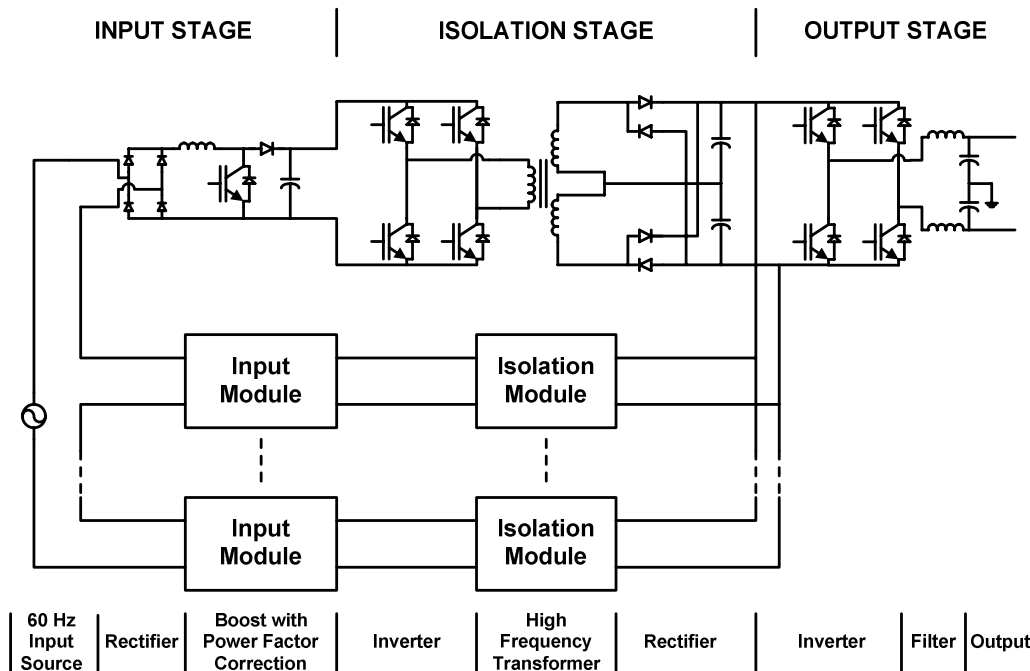 INPUT STAGE
ISOLATION STAGE
OUTPUT STAGE
Input
Module
Isolation
Module
Input
Module
Isolation
Module
60 Hz
Input
Source
Rectifier
Boost with
Power Factor
Correction
Inverter
High
Frequency
Transformer
Rectifier
Inverter
Filter
Output